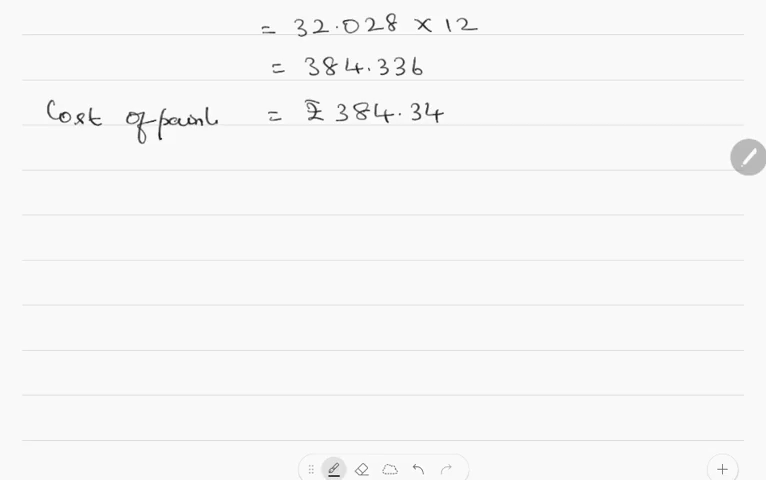 = 32.028 × 12
= 384.336
Cost of paint = ₹ 384.34